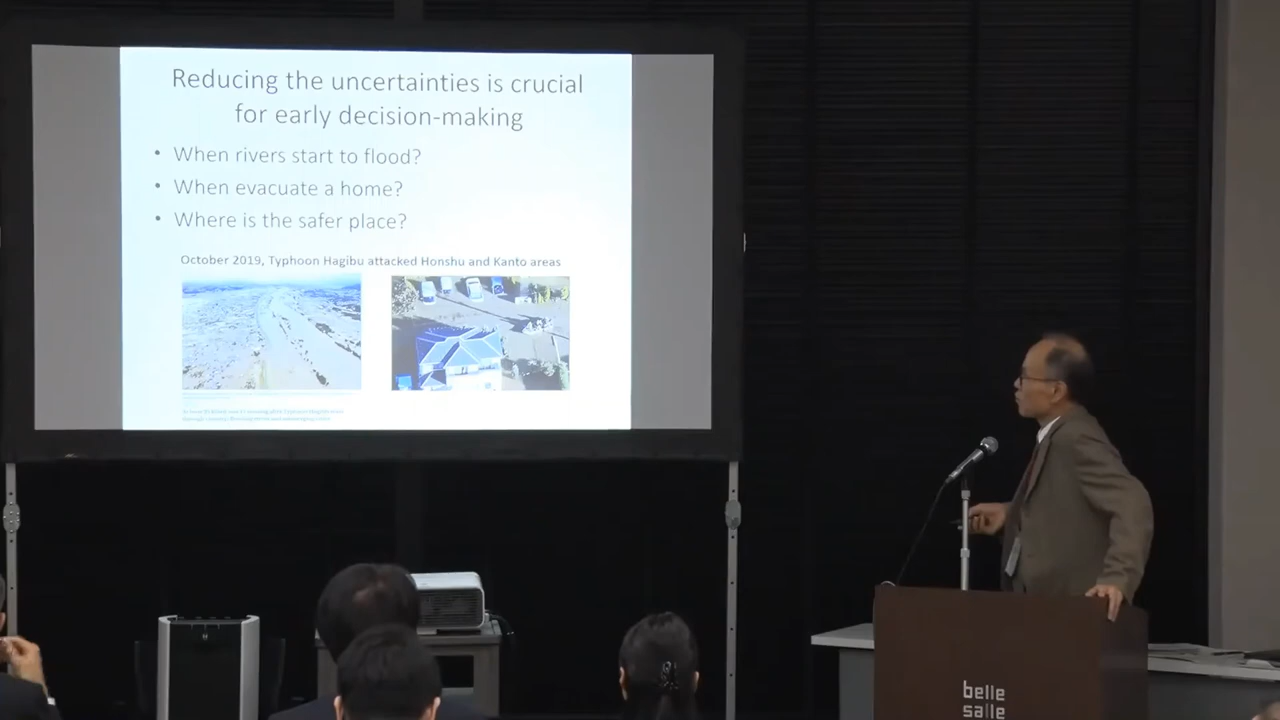 Reducing the uncertainties is crucial
for early decision-making
• When rivers start to flood?
• When evacuate a home?
• Where is the safer place?
October 2019, Typhoon Hagibu attacked Honshu and Kanto areas
belle
salle